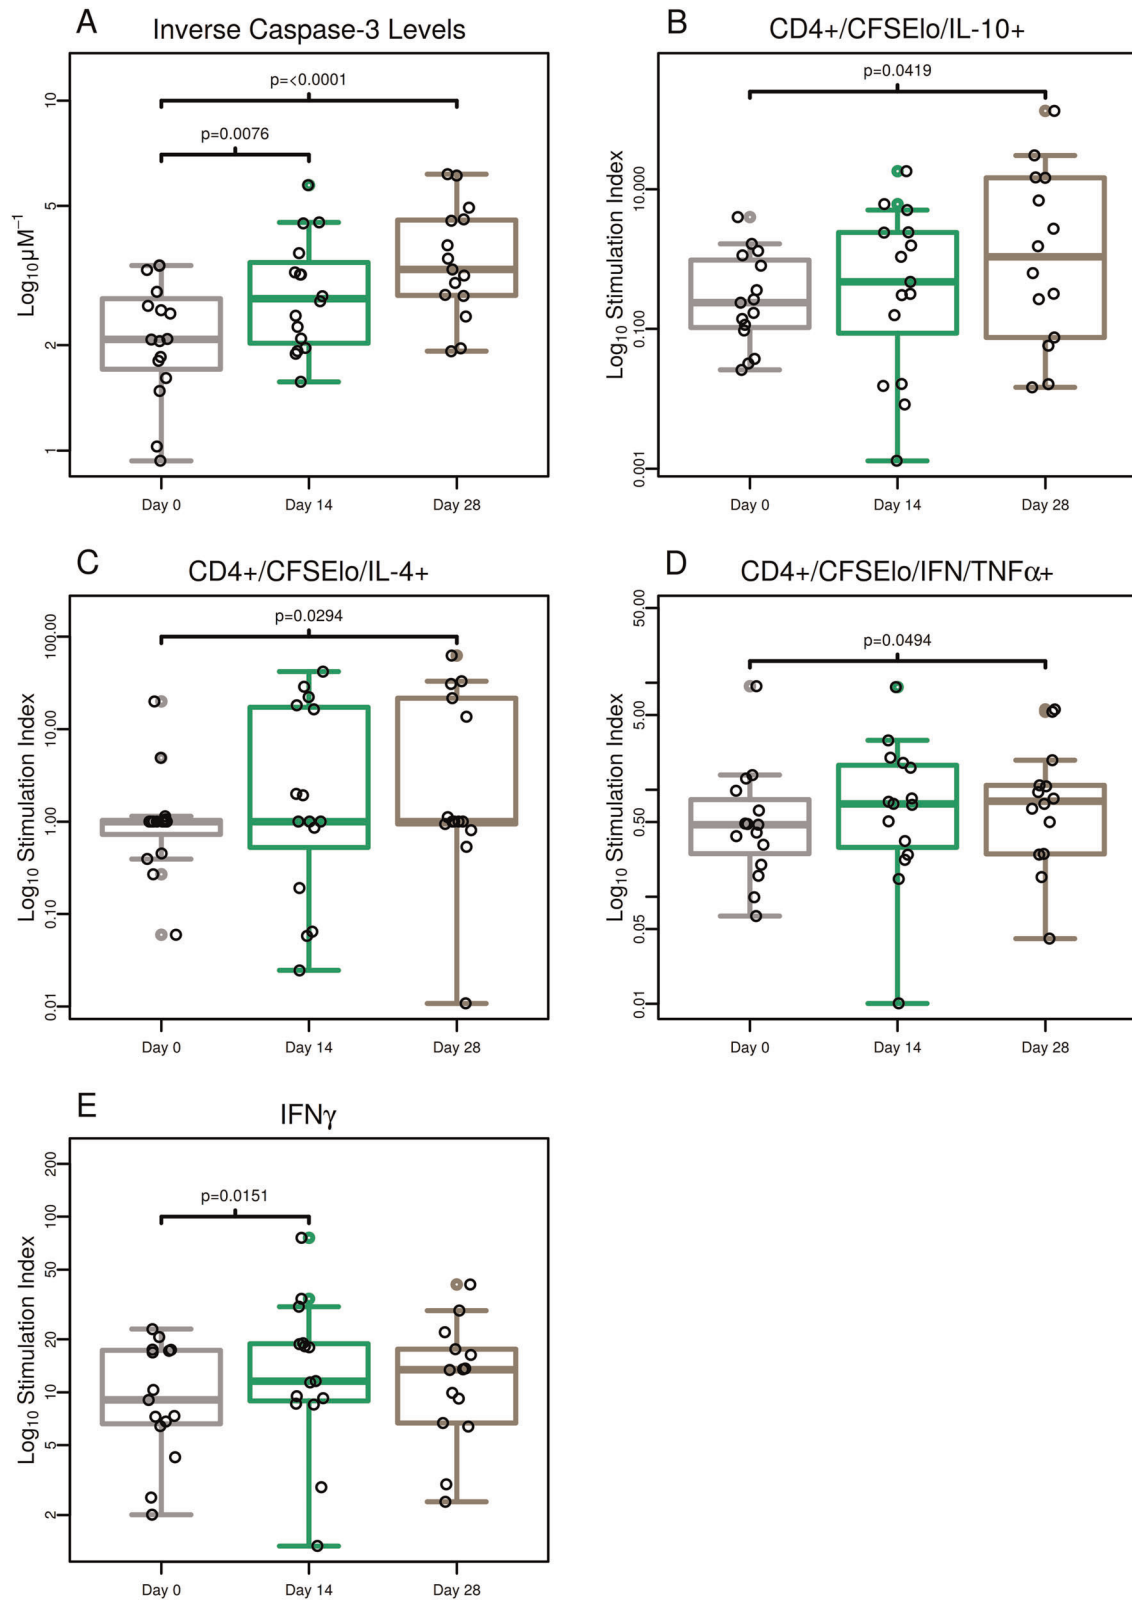 A
Inverse Caspase-3 Levels
p=<0.0001
p=0.0076
Log10μM−1
10
5
2
1
Day 0
Day 14
Day 28
B
CD4+/CFSElo/IL-10+
p=0.0419
Log10 Stimulation Index
10.000
0.100
0.001
Day 0
Day 14
Day 28
C
CD4+/CFSElo/IL-4+
p=0.0294
Log10 Stimulation Index
100.00
10.00
1.00
0.10
0.01
Day 0
Day 14
Day 28
D
CD4+/CFSElo/IFN/TNFα+
p=0.0494
Log10 Stimulation Index
50.00
5.00
0.50
0.05
0.01
Day 0
Day 14
Day 28
E
IFNγ
p=0.0151
Log10 Stimulation Index
200
100
50
20
10
5
2
Day 0
Day 14
Day 28